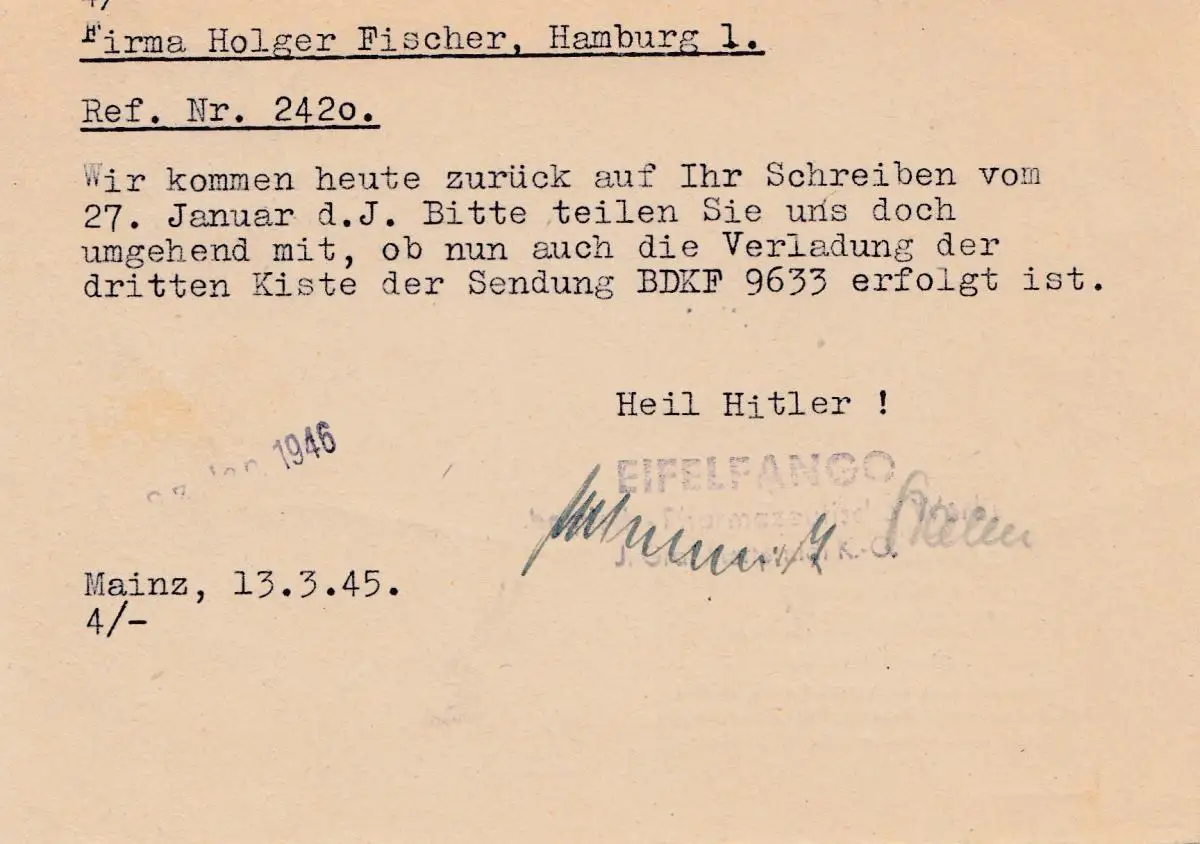 4/
Firma Holger Fischer, Hamburg 1.
Ref. Nr. 242o.
Wir kommen heute zurück auf Ihr Schreiben vom
27. Januar d.J. Bitte teilen Sie uns doch
umgehend mit, ob nun auch die Verladung der
dritten Kiste der Sendung BDKF 9633 erfolgt ist.
Heil Hitler !
1946
EIFELFANGO
K.-G.
Mainz, 13.3.45.
4/-